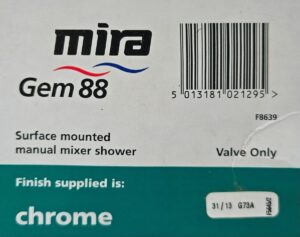 mira
Gem 88
5 013181 021295 >
F8639
Surface mounted
manual mixer shower
Valve Only
Finish supplied is:
chrome
31/13 G73A